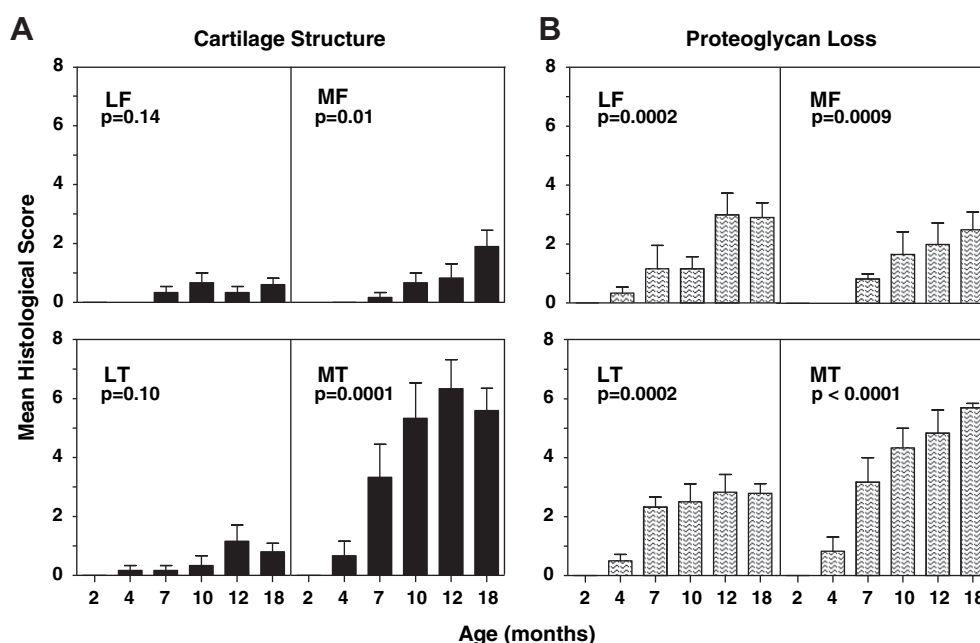 A
Cartilage Structure
B
Proteoglycan Loss
Mean Histological Score
8
6
4
2
0
LF
p=0.14
MF
p=0.01
8
6
4
2
0
LF
p=0.0002
MF
p=0.0009
8
6
4
2
0
LT
p=0.10
MT
p=0.0001
8
6
4
2
0
LT
p=0.0002
MT
p < 0.0001
2 4 7 10 12 18 2 4 7 10 12 18
2 4 7 10 12 18 2 4 7 10 12 18
Age (months)